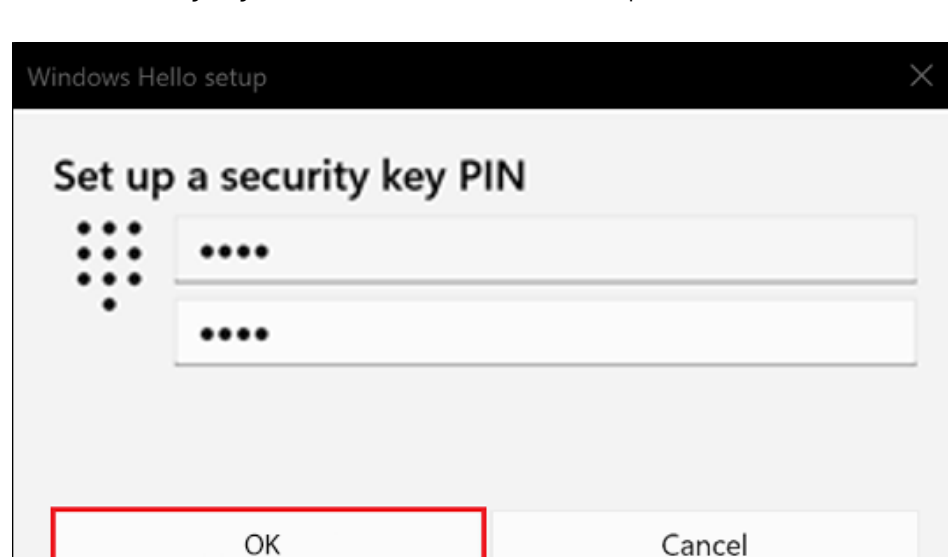 Windows Hello setup
Set up a security key PIN
••••
••••
OK
Cancel